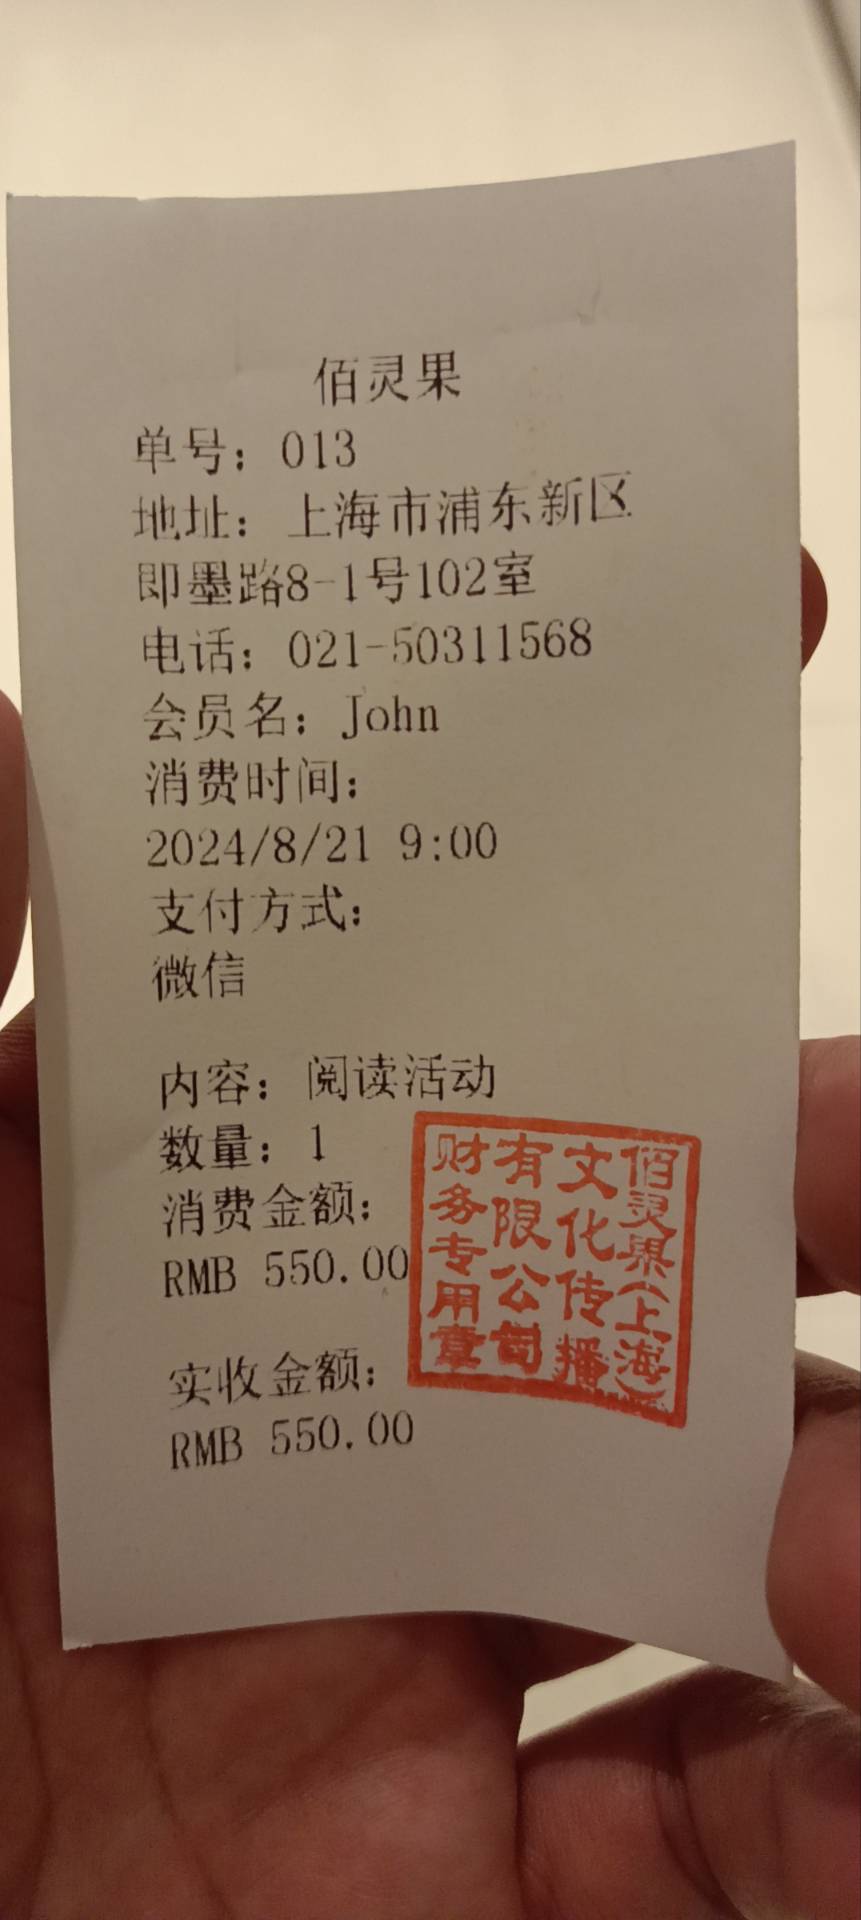 佰灵果
单号：013
地址：上海市浦东新区
即墨路8-1号102室
电话：021-50311568
会员名：John
消费时间：
2024/8/21 9:00
支付方式：
微信
内容：阅读活动
数量：1
消费金额：
RMB 550.00
实收金额：
RMB 550.00
佰灵果（上海）
文化传播
有限公司
财务专用章